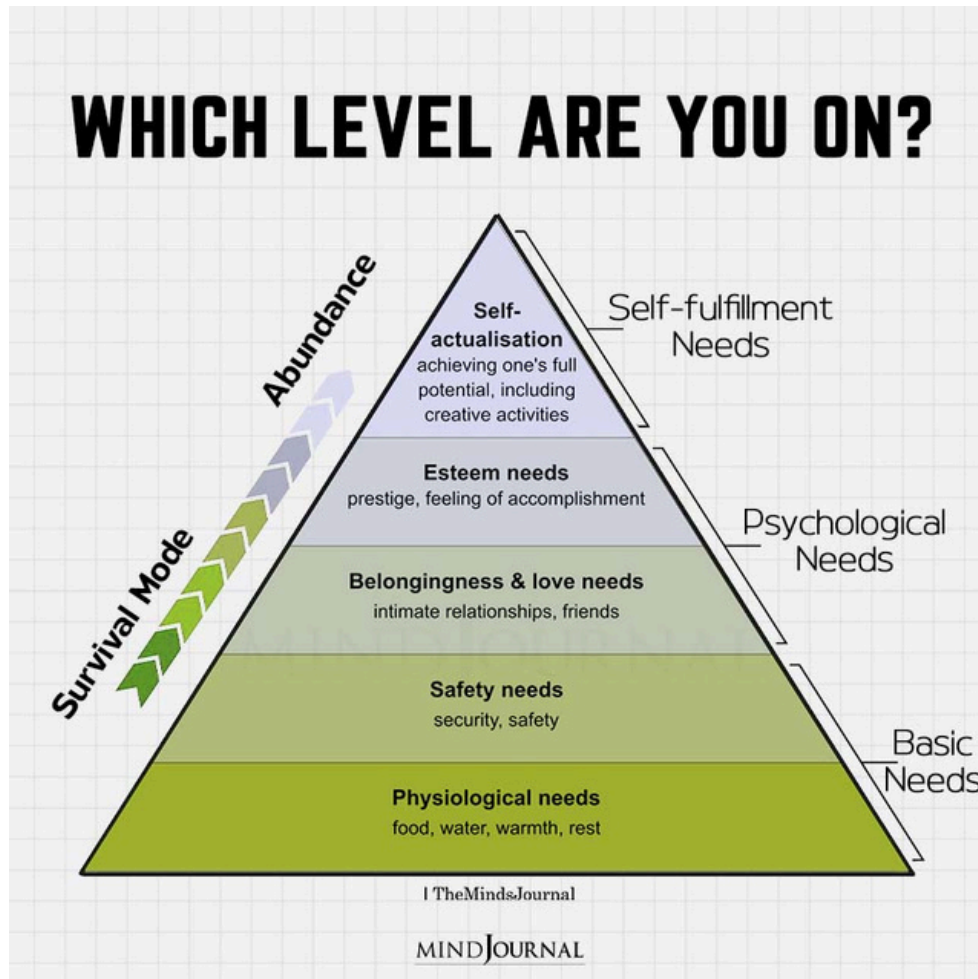 WHICH LEVEL ARE YOU ON?
Abundance
Survival Mode
Self-
actualisation
achieving one's full
potential, including
creative activities
Self-fulfillment
Needs
Esteem needs
prestige, feeling of accomplishment
Belongingness & love needs
intimate relationships, friends
Psychological
Needs
MINDJOURNAL
Safety needs
security, safety
Physiological needs
food, water, warmth, rest
Basic
Needs
| TheMindsJournal
MINDJOURNAL